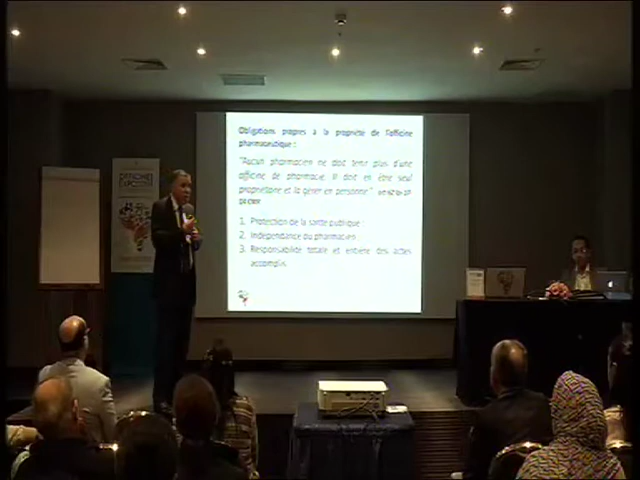 OFFICINES
EXPO
Obligations propres à la propriété de l'officine
pharmaceutique :
"Aucun pharmacien ne doit tenir plus d'une
officine de pharmacie. Il doit en être seul
propriétaire et la gérer en personne"
1. Protection de la santé publique
2. Indépendance du pharmacien
3. Responsabilité totale et entière des actes
accomplis